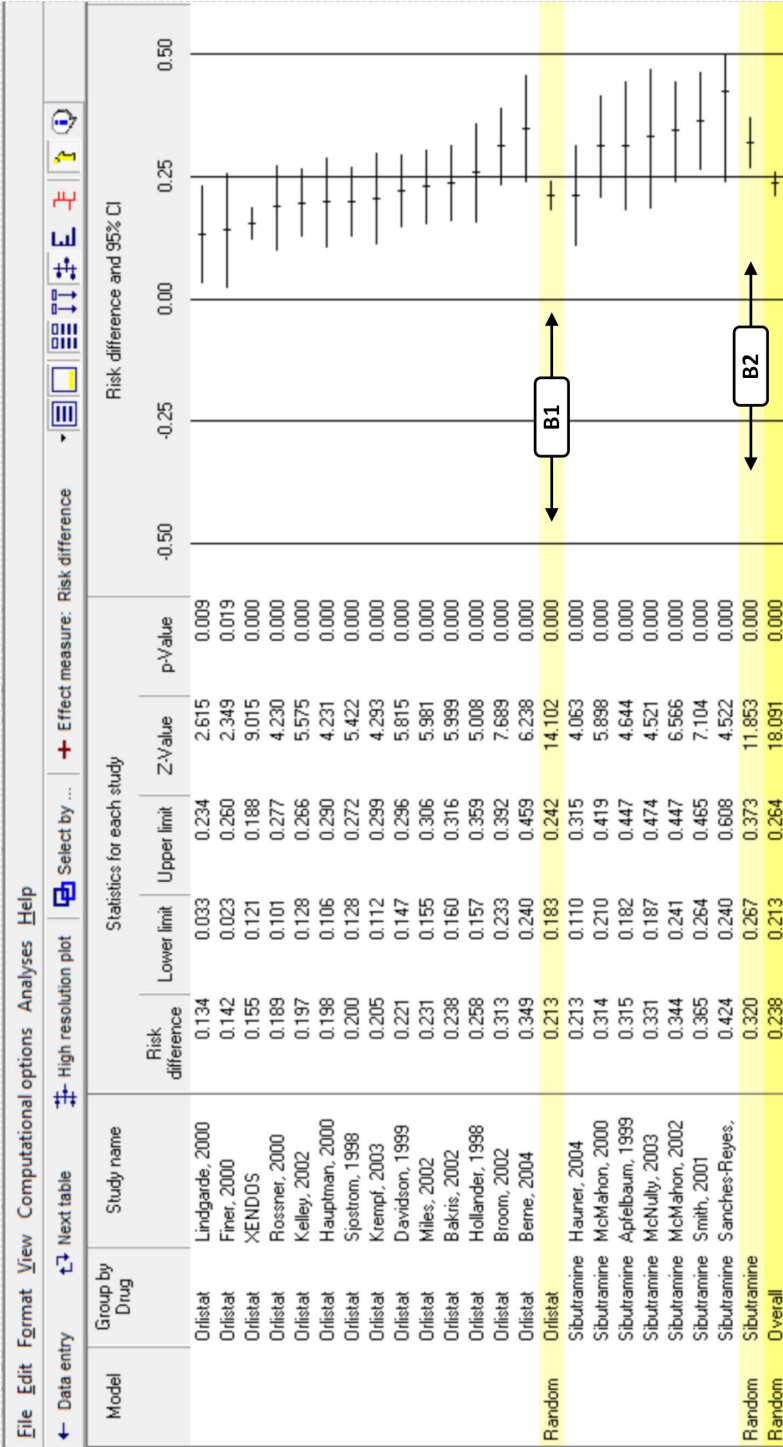 File Edit Format View Computational options Analyses Help
Data entry Next table High resolution plot Select by ... Effect measure: Risk difference
Model Group by Drug Study name Statistics for each study Risk difference and 95% CI
Risk difference Lower limit Upper limit Z-Value p-Value -0.50 -0.25 0.00 0.25 0.50
Orlistat Lindgarde, 2000 0.134 0.033 0.234 2.615 0.009
Orlistat Finer, 2000 0.142 0.023 0.260 2.349 0.019
Orlistat XENDOS 0.155 0.121 0.188 9.015 0.000
Orlistat Rossner, 2000 0.189 0.101 0.277 4.230 0.000
Orlistat Kelley, 2002 0.197 0.128 0.266 5.575 0.000
Orlistat Hauptman, 2000 0.198 0.106 0.290 4.231 0.000
Orlistat Sjostrom, 1998 0.200 0.128 0.272 5.422 0.000
Orlistat Krempf, 2003 0.205 0.112 0.299 4.293 0.000
Orlistat Davidson, 1999 0.221 0.147 0.296 5.815 0.000
Orlistat Miles, 2002 0.231 0.155 0.306 5.981 0.000
Orlistat Bakris, 2002 0.238 0.160 0.316 5.999 0.000
Orlistat Hollander, 1998 0.258 0.157 0.359 5.008 0.000
Orlistat Broom, 2002 0.313 0.233 0.392 7.689 0.000
Orlistat Berne, 2004 0.349 0.240 0.459 6.238 0.000
Random Orlistat 0.213 0.183 0.242 14.102 0.000 B1
Sibutramine Hauner, 2004 0.213 0.110 0.315 4.063 0.000
Sibutramine McMahon, 2000 0.314 0.210 0.419 5.898 0.000
Sibutramine Apfelbaum, 1999 0.315 0.182 0.447 4.644 0.000
Sibutramine McNulty, 2003 0.331 0.187 0.474 4.521 0.000
Sibutramine McMahon, 2002 0.344 0.241 0.447 6.566 0.000
Sibutramine Smith, 2001 0.365 0.264 0.465 7.104 0.000
Sibutramine Sanches-Reyes, 0.424 0.240 0.608 4.522 0.000
Random Sibutramine 0.320 0.267 0.373 11.853 0.000 B2
Random Overall 0.238 0.213 0.264 18.091 0.000